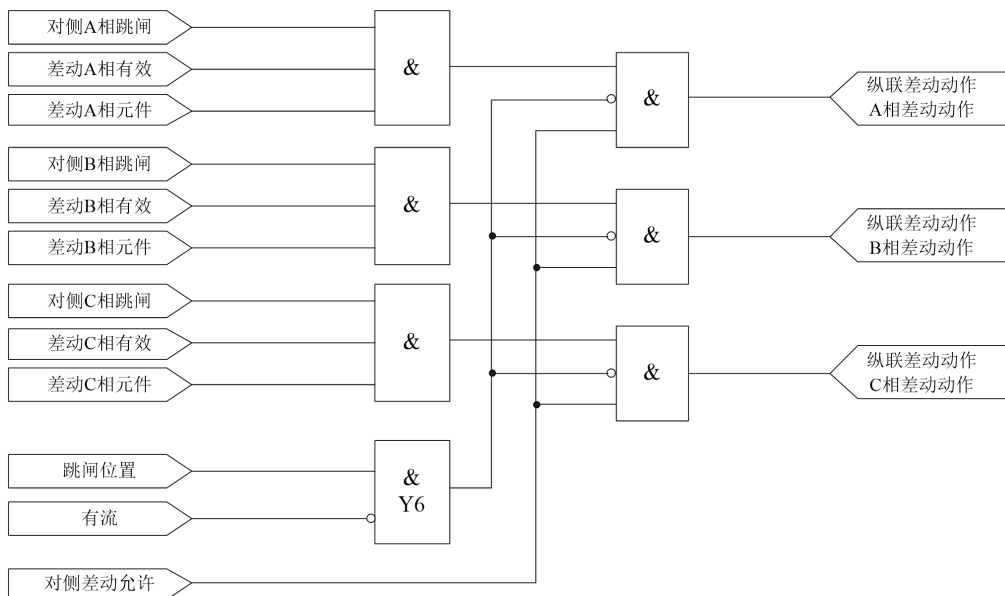 对侧A相跳闸
差动A相有效
差动A相元件
&
&
纵联差动动作
A相差动动作
对侧B相跳闸
差动B相有效
差动B相元件
&
&
纵联差动动作
B相差动动作
对侧C相跳闸
差动C相有效
差动C相元件
&
&
纵联差动动作
C相差动动作
跳闸位置
有流
&
Y6
对侧差动允许